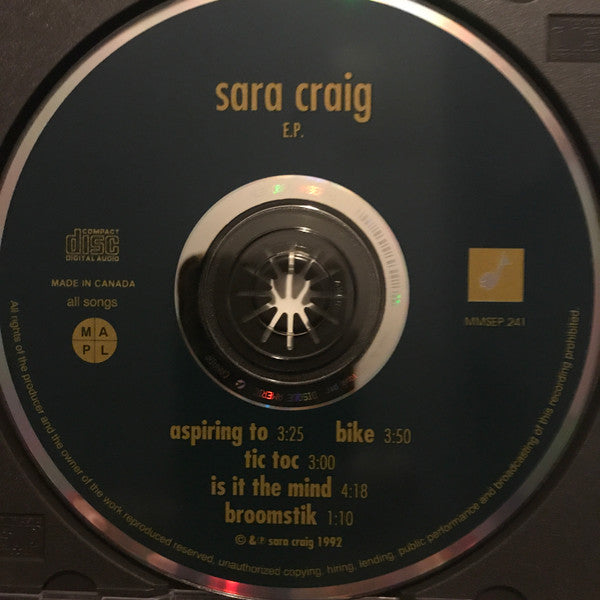 sara craig
E.P.
COMPACT
disc
DIGITAL AUDIO
MADE IN CANADA
all songs
M A
P L
MMSEP 241
aspiring to 3:25 bike 3:50
tic toc 3:00
is it the mind 4:18
broomstik 1:10
© & ℗ sara craig 1992
All rights of the producer and the owner of the work reproduced reserved, unauthorized copying, hiring, lending, public performance and broadcasting of this recording prohibited.